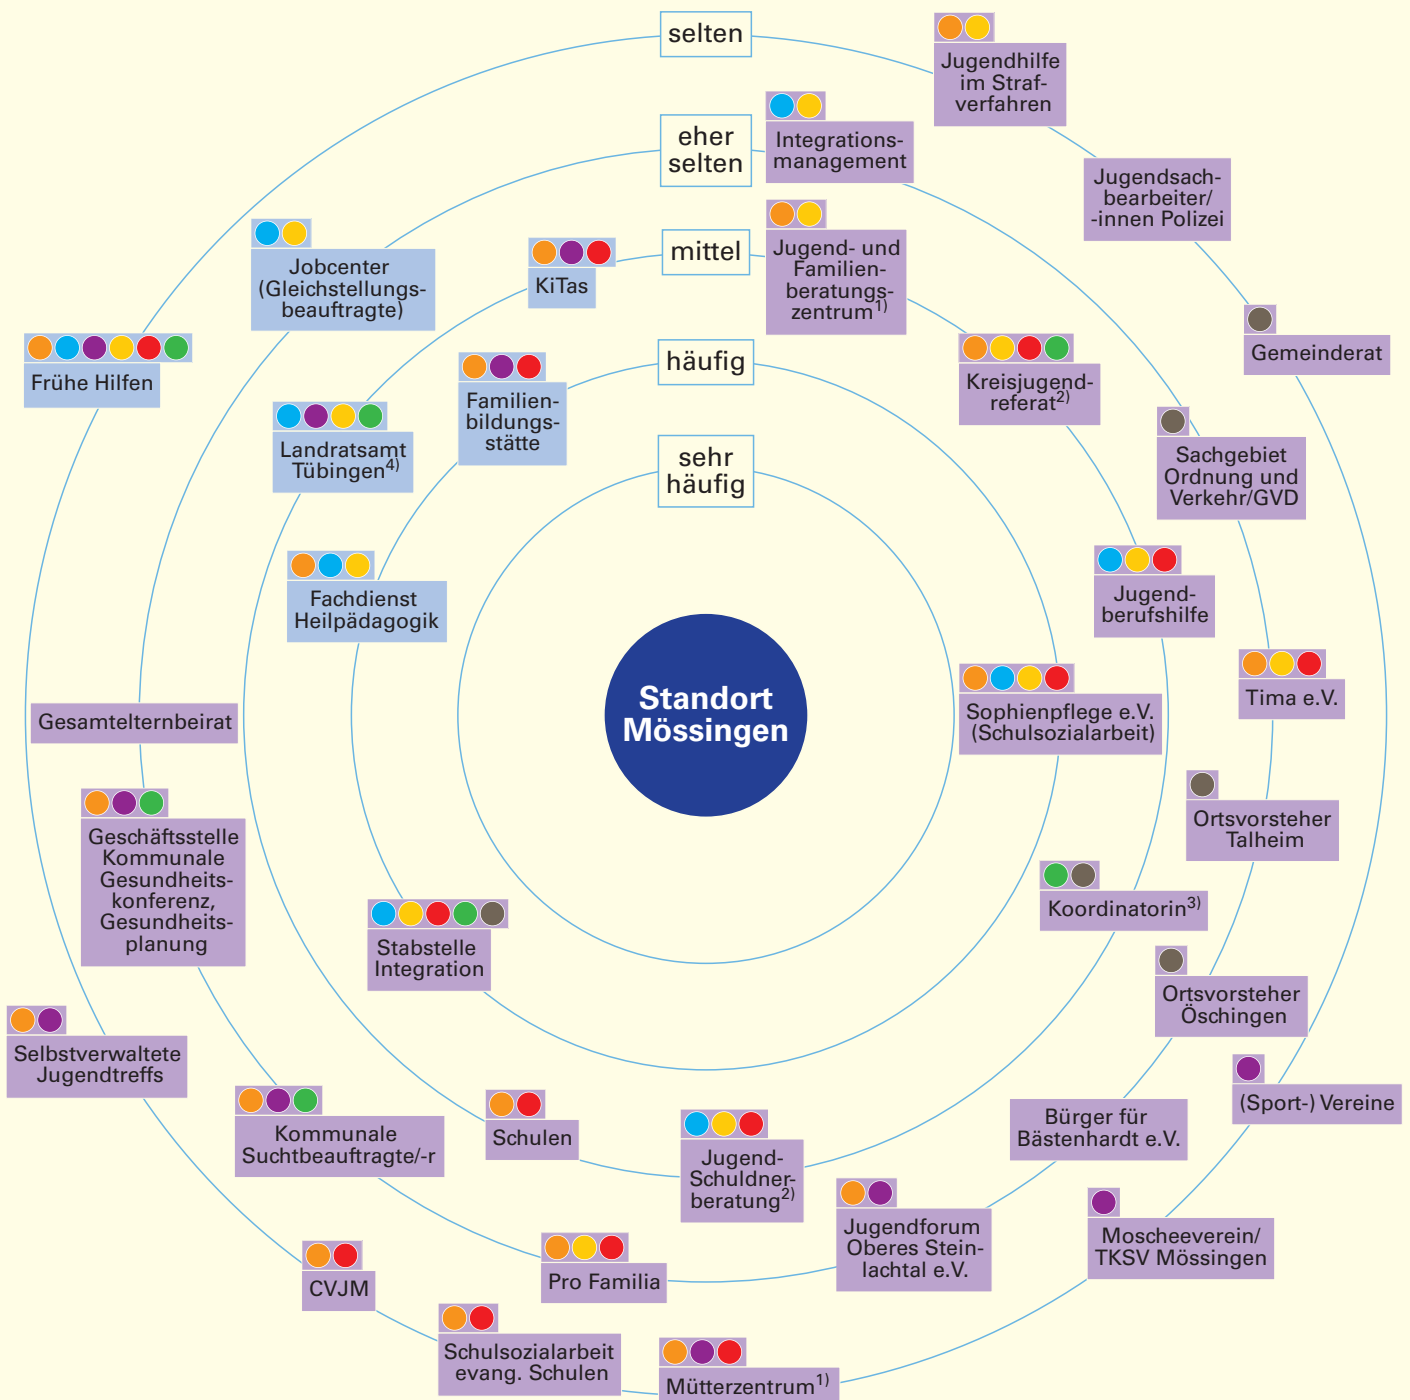 selten
Jugendhilfe
im Straf-
verfahren
eher
selten
Integrations-
management
Jugendsach-
bearbeiter/
-innen Polizei
Jobcenter
(Gleichstellungs-
beauftragte)
KiTas
mittel
Jugend- und
Familien-
beratungs-
zentrum1)
Gemeinderat
Frühe Hilfen
Familien-
bildungs-
stätte
häufig
Kreisjugend-
referat2)
Landratsamt
Tübingen4)
sehr
häufig
Sachgebiet
Ordnung und
Verkehr/GVD
Fachdienst
Heilpädagogik
Jugend-
berufshilfe
Standort
Mössingen
Sophienpflege e.V.
(Schulsozialarbeit)
Tima e.V.
Gesamtelternbeirat
Geschäftsstelle
Kommunale
Gesundheits-
konferenz,
Gesundheits-
planung
Ortsvorsteher
Talheim
Koordinatorin3)
Stabstelle
Integration
Ortsvorsteher
Öschingen
Selbstverwaltete
Jugendtreffs
(Sport-) Vereine
Kommunale
Suchtbeauftragte/-r
Schulen
Jugend-
Schuldner-
beratung2)
Bürger für
Bästenhardt e.V.
Jugendforum
Oberes Stein-
lachtal e.V.
Moscheeverein/
TKSV Mössingen
CVJM
Pro Familia
Schulsozialarbeit
evang. Schulen
Mütterzentrum1)